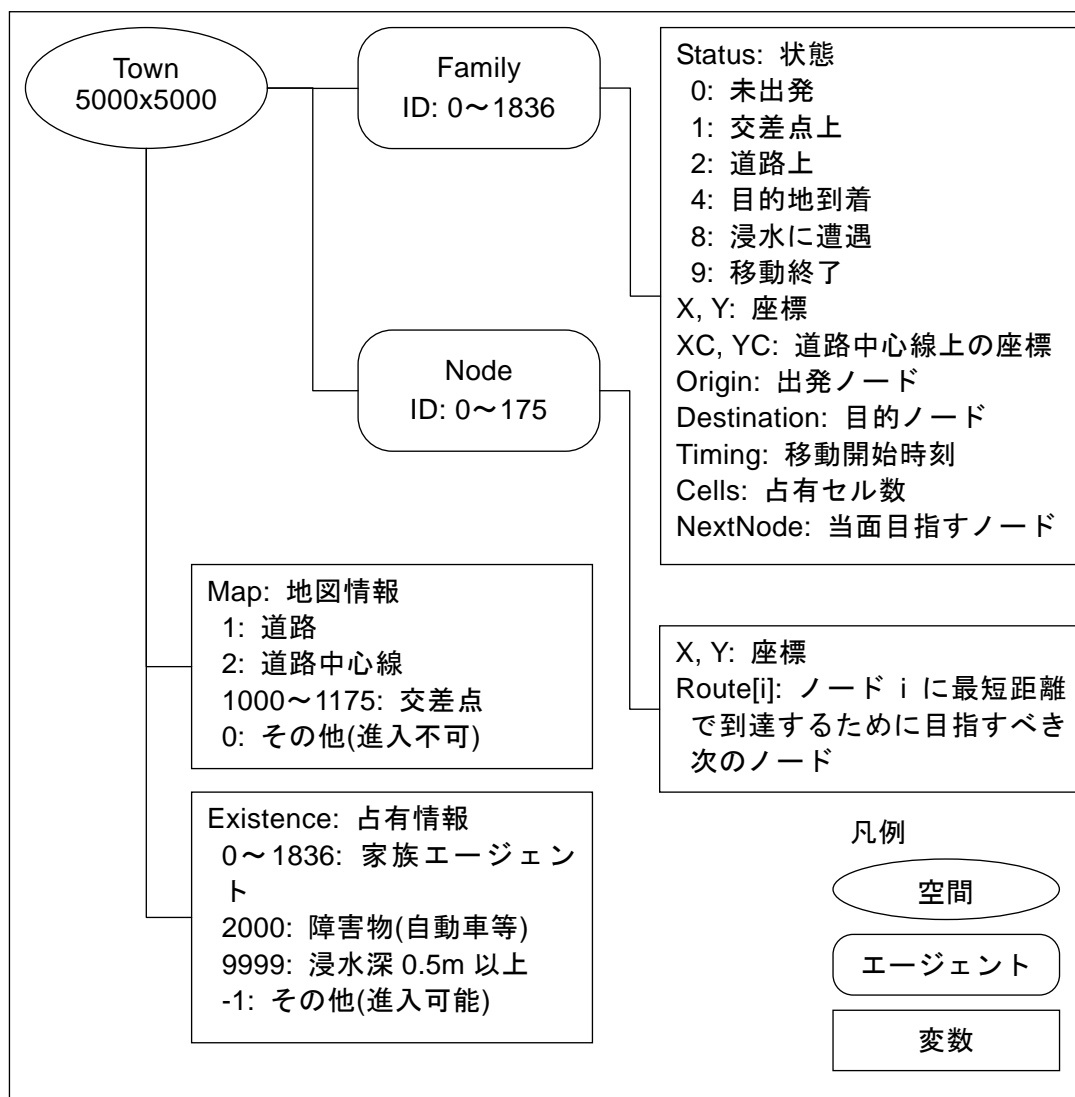 Town
5000x5000
Family
ID: 0～1836
Status: 状態
0: 未出発
1: 交差点上
2: 道路上
4: 目的地到着
8: 浸水に遭遇
9: 移動終了
X, Y: 座標
XC, YC: 道路中心線上の座標
Origin: 出発ノード
Destination: 目的ノード
Timing: 移動開始時刻
Cells: 占有セル数
NextNode: 当面目指すノード
Node
ID: 0～175
Map: 地図情報
1: 道路
2: 道路中心線
1000～1175: 交差点
0: その他(進入不可)
X, Y: 座標
Route[i]: ノード i に最短距離
で到達するために目指すべき
次のノード
Existence: 占有情報
0～1836: 家族エージェン
ト
2000: 障害物(自動車等)
9999: 浸水深 0.5m 以上
-1: その他(進入可能)
凡例
空間
エージェント
変数